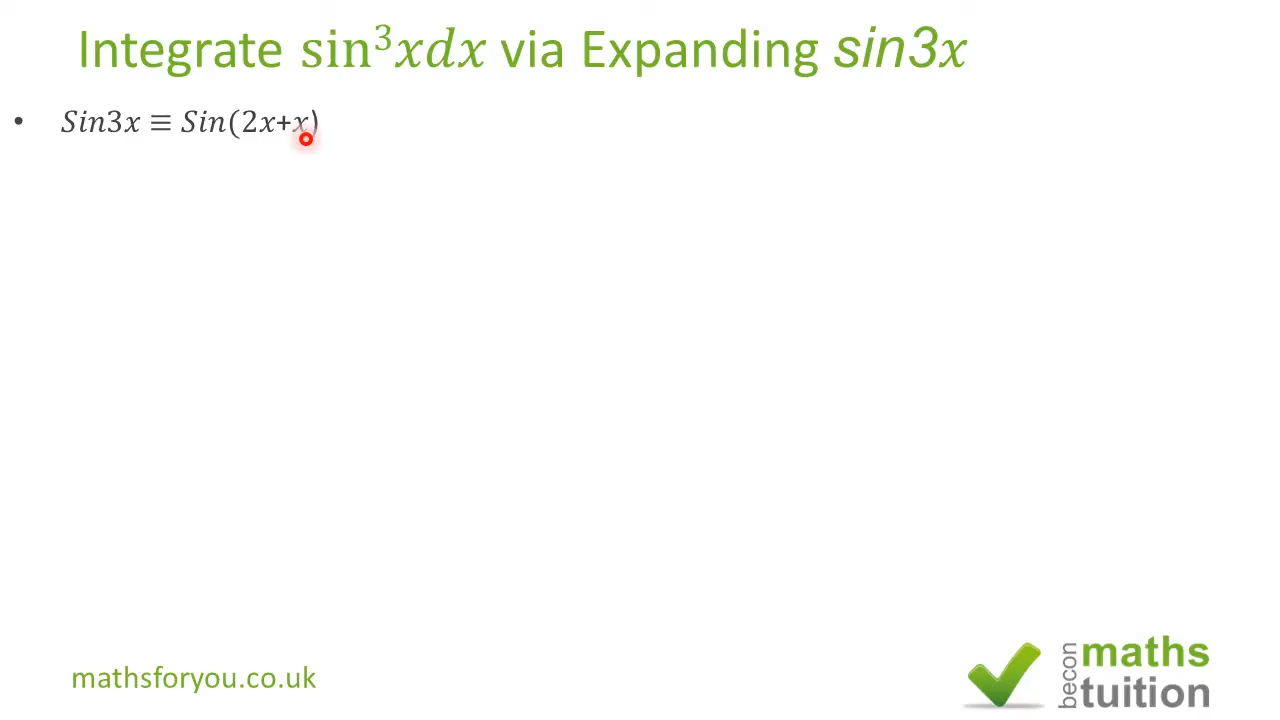 Integrate sin³xdx via Expanding sin3x
• Sin3x ≡ Sin(2x+x)
mathsforyou.co.uk
becon
maths
tuition